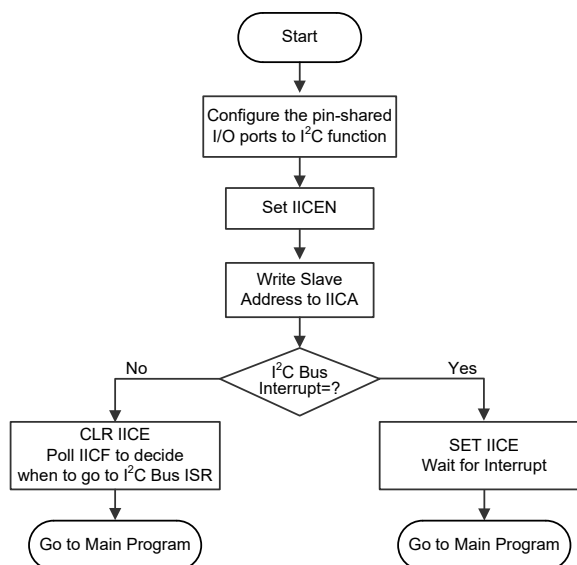 Start
Configure the pin-shared
I/O ports to I²C function
Set IICEN
Write Slave
Address to IICA
I²C Bus
Interrupt=?
No
Yes
CLR IICE
Poll IICF to decide
when to go to I²C Bus ISR
SET IICE
Wait for Interrupt
Go to Main Program
Go to Main Program